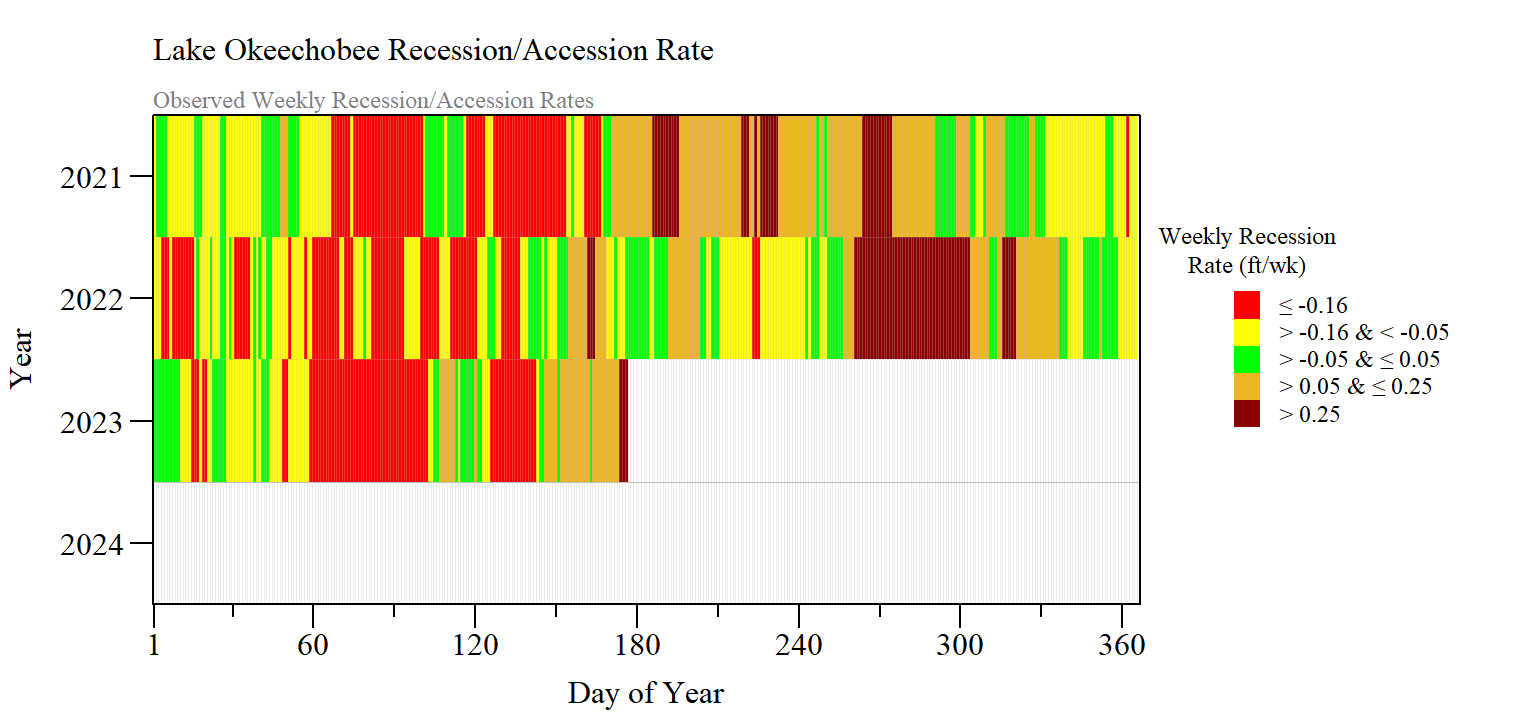 Lake Okeechobee Recession/Accession Rate
Observed Weekly Recession/Accession Rates
2021
2022
2023
2024
Year
1 60 120 180 240 300 360
Day of Year
Weekly Recession
Rate (ft/wk)
≤ -0.16
> -0.16 & < -0.05
> -0.05 & ≤ 0.05
> 0.05 & ≤ 0.25
> 0.25